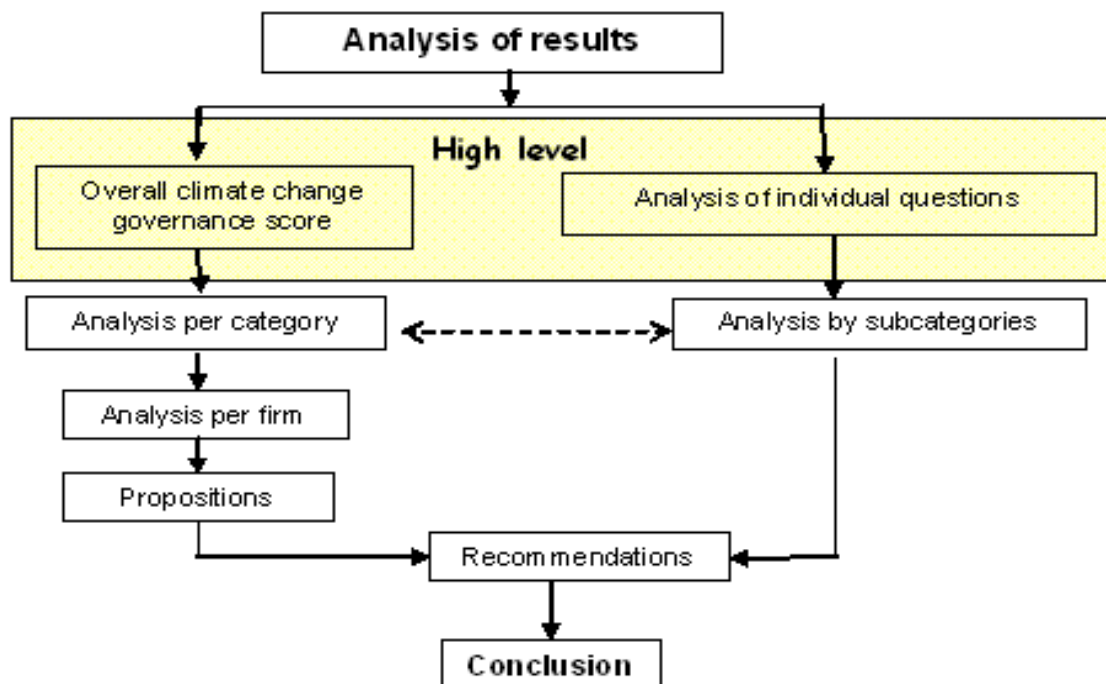 Analysis of results
High level
Overall climate change
governance score
Analysis of individual questions
Analysis per category
Analysis by subcategories
Analysis per firm
Propositions
Recommendations
Conclusion